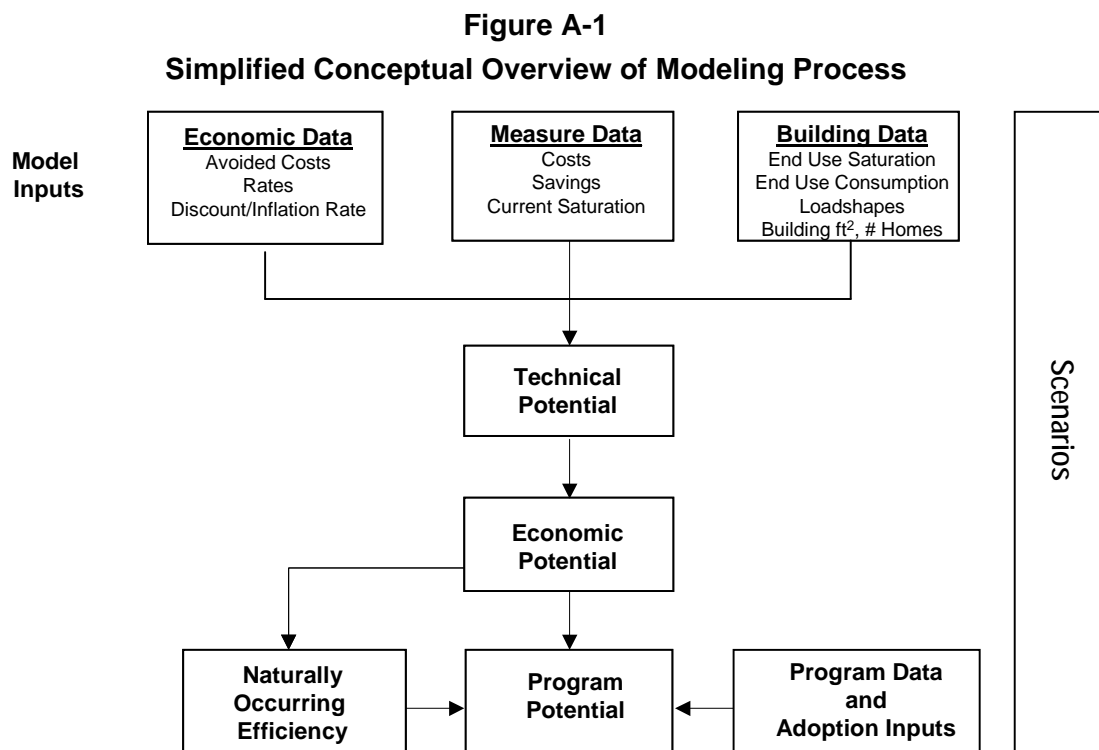 Figure A-1
Simplified Conceptual Overview of Modeling Process
Model
Inputs
Economic Data
Avoided Costs
Rates
Discount/Inflation Rate
Measure Data
Costs
Savings
Current Saturation
Building Data
End Use Saturation
End Use Consumption
Loadshapes
Building ft², # Homes
Scenarios
Technical
Potential
Economic
Potential
Naturally
Occurring
Efficiency
Program
Potential
Program Data
and
Adoption Inputs